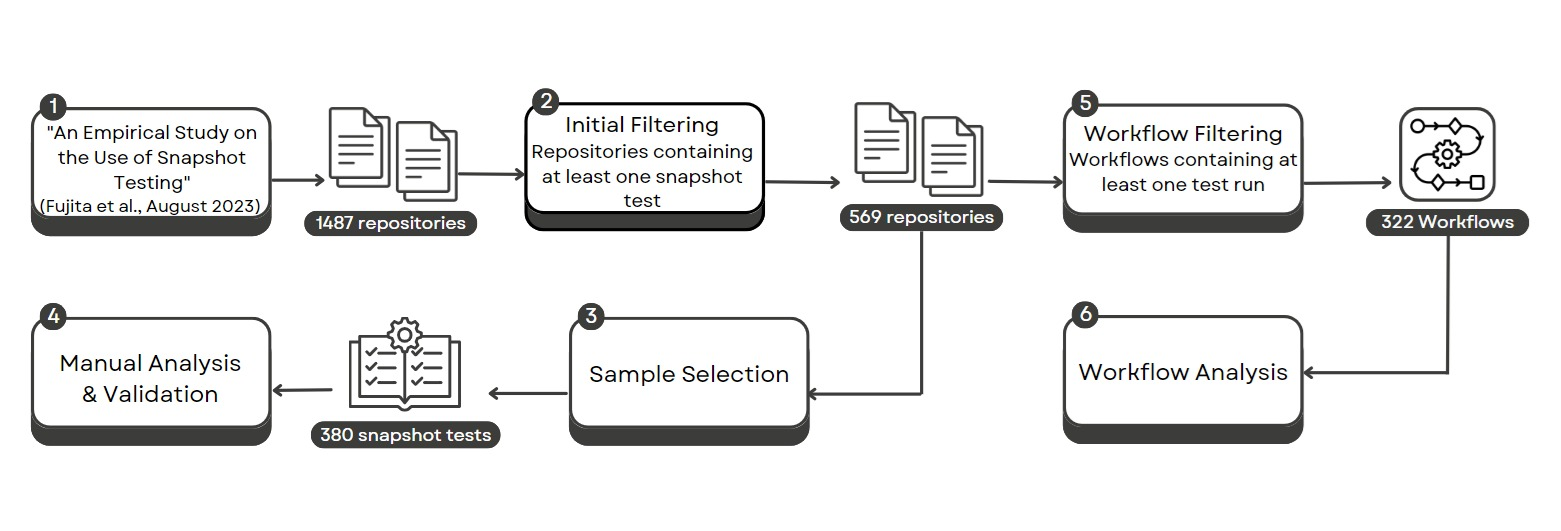 1
"An Empirical Study on
the Use of Snapshot
Testing"
(Fujita et al., August 2023)
1487 repositories
2
Initial Filtering
Repositories containing
at least one snapshot
test
569 repositories
5
Workflow Filtering
Workflows containing at
least one test run
322 Workflows
4
Manual Analysis
& Validation
380 snapshot tests
3
Sample Selection
6
Workflow Analysis